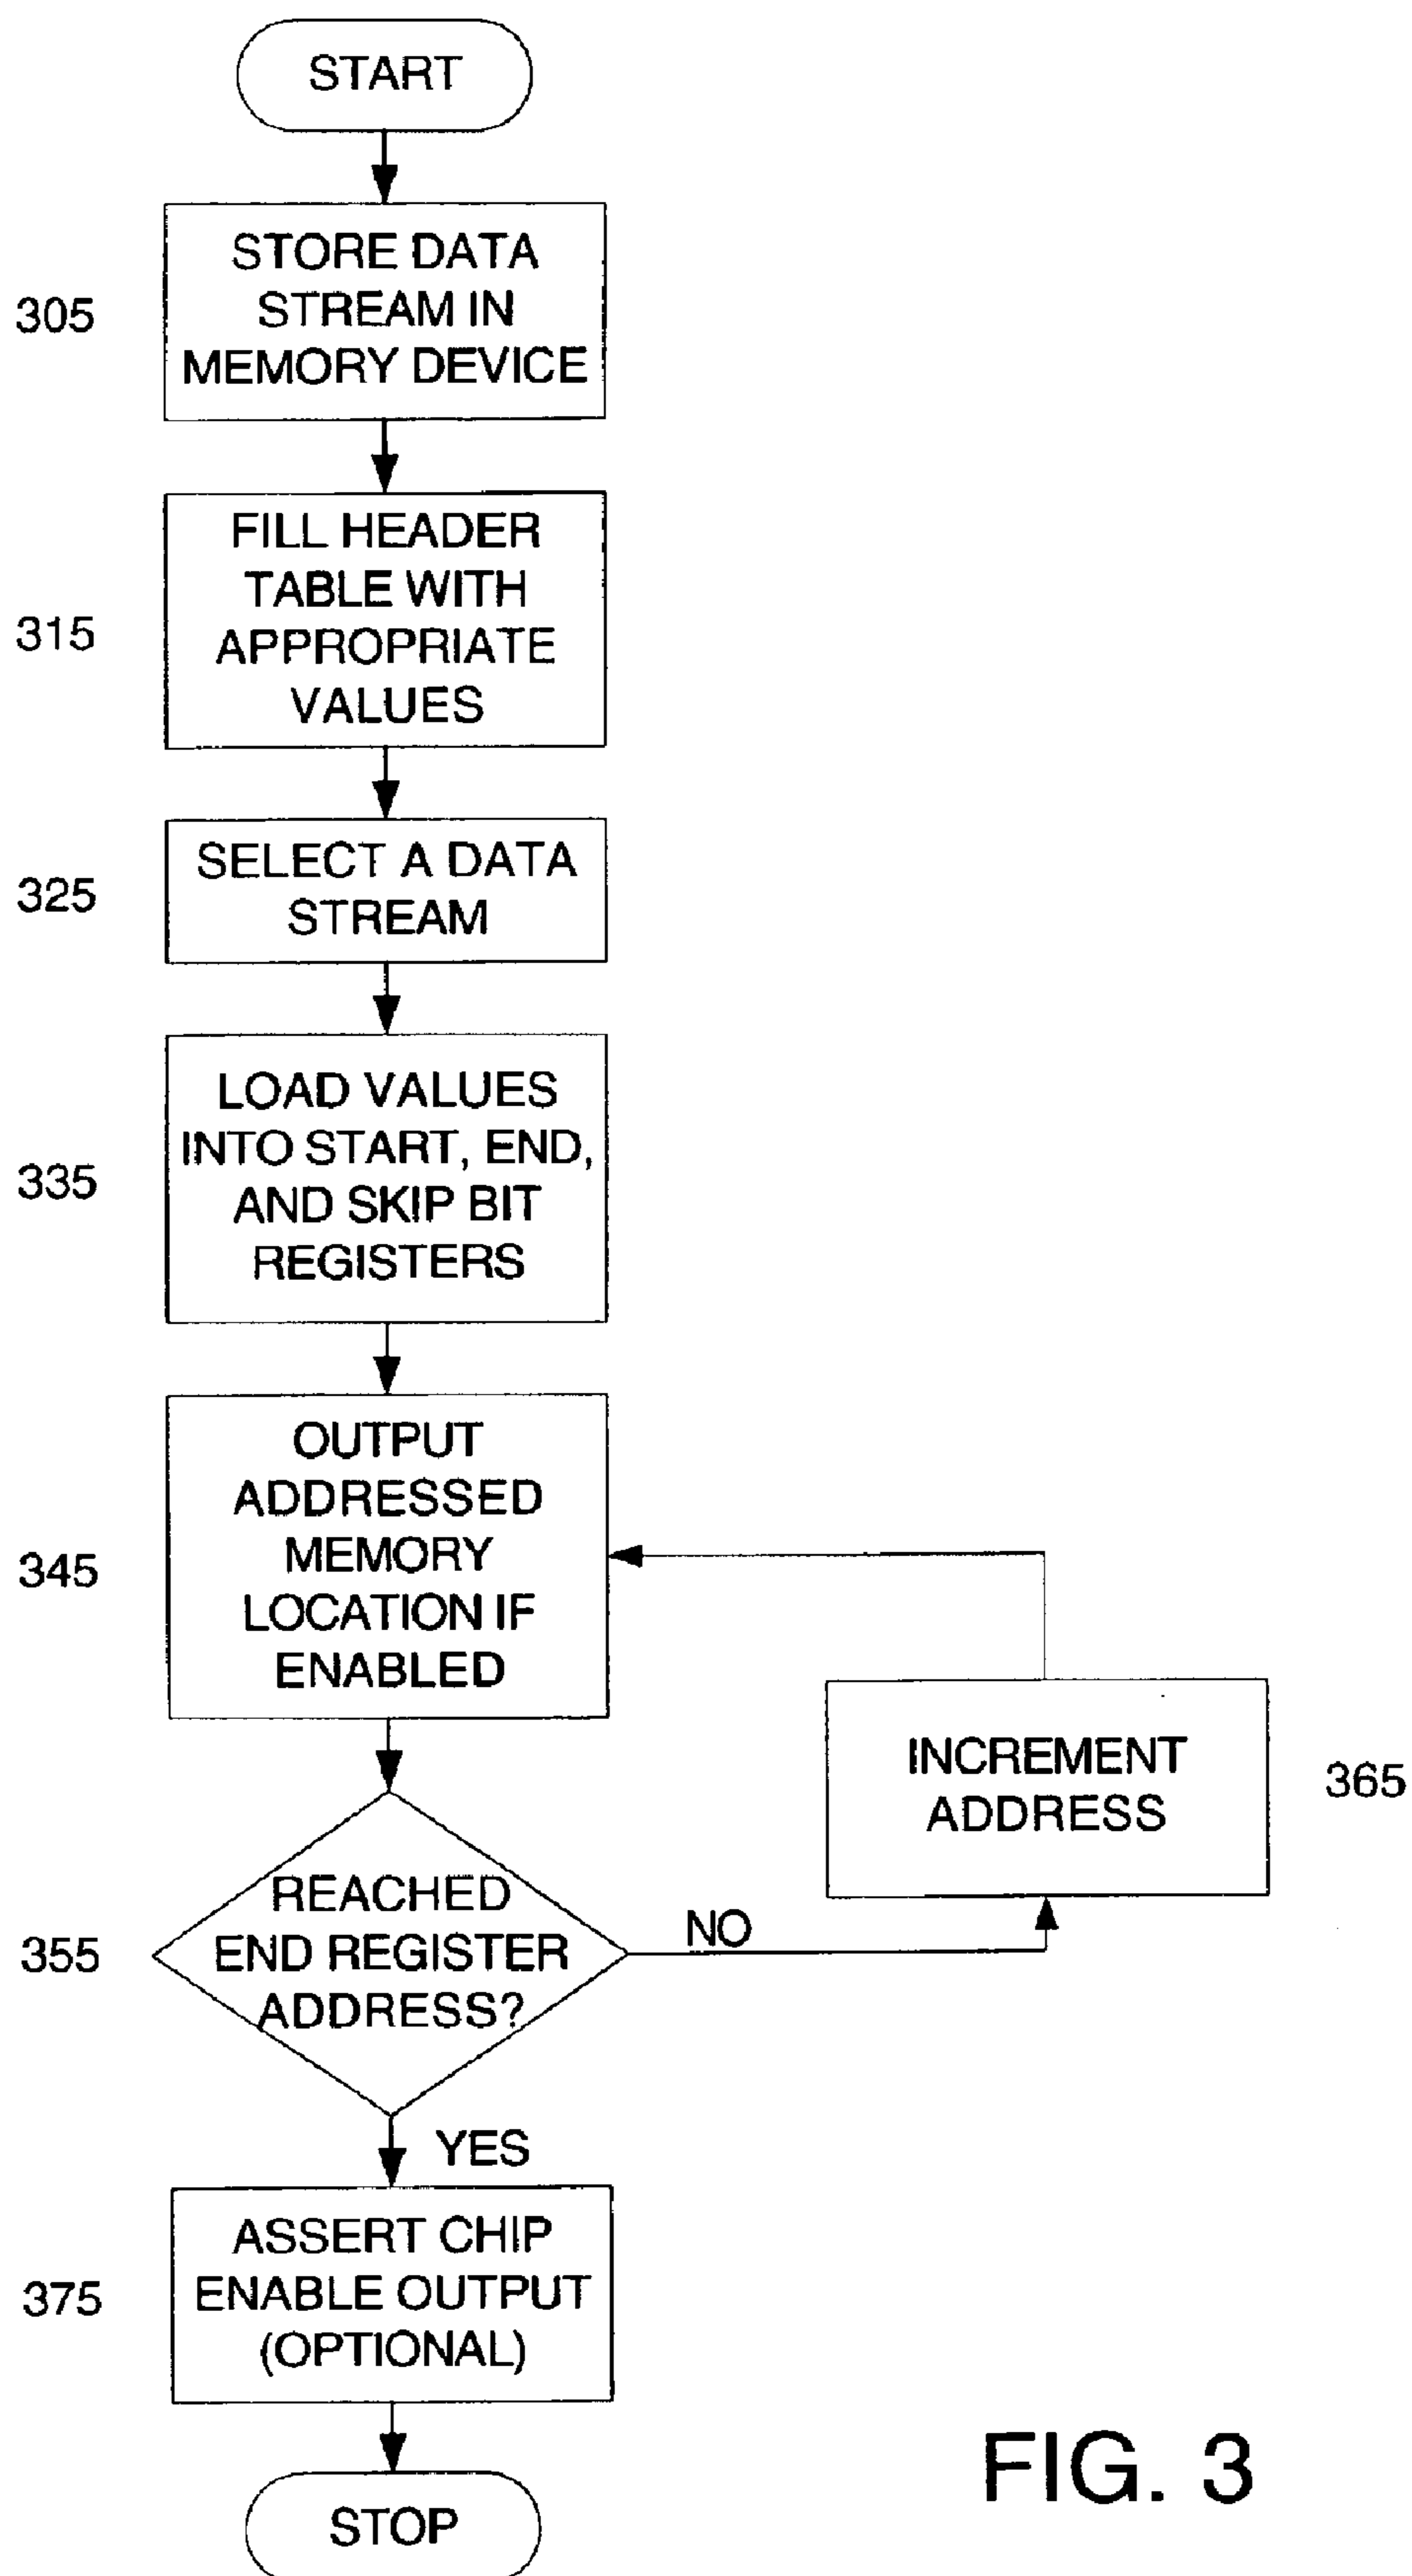 START
305
STORE DATA
STREAM IN
MEMORY DEVICE
315
FILL HEADER
TABLE WITH
APPROPRIATE
VALUES
325
SELECT A DATA
STREAM
335
LOAD VALUES
INTO START, END,
AND SKIP BIT
REGISTERS
345
OUTPUT
ADDRESSED
MEMORY
LOCATION IF
ENABLED
INCREMENT
ADDRESS
365
355
REACHED
END REGISTER
ADDRESS?
NO
YES
375
ASSERT CHIP
ENABLE OUTPUT
(OPTIONAL)
STOP
FIG. 3